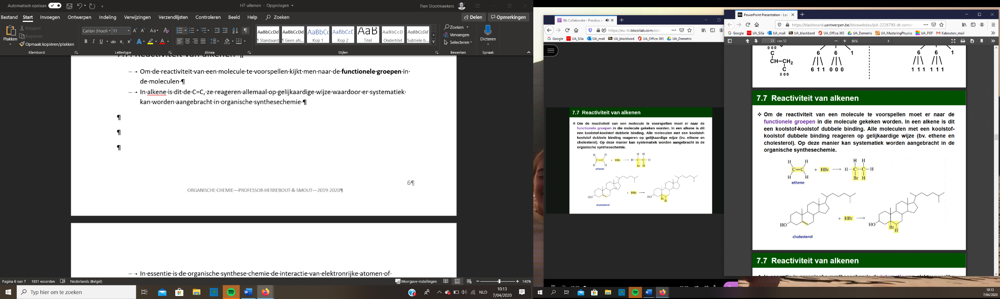 Automatisch opslaan
H7-alkenen - Opgeslagen
Fien Slootmaekers
Bestand Start Invoegen Ontwerpen Indeling Verwijzingen Verzendlijsten Controleren Beeld Help Zoeken
Delen Opmerkingen
Plakken
Knippen
Kopiëren
Opmaak kopiëren/plakken
Klembord
Calibri (Hoofd 11
Lettertype
Alinea
AaBbCcDd AaBbCcDd AaBbC AaBbCcE AaB AaBbCcD AaBbCcDd
¶ Standaard ¶ Geen afs... Kop 1 Kop 2 Titel Ondertitel Subtiele b...
Stijlen
Zoeken
Vervangen
Selecteren
Bewerken
Dicteren
Spraak
7.7. Reactiviteit van alkenen ¶
Om·de·reactiviteit·van·een·molecule·te·voorspellen·kijkt·men·naar·de·functionele·groepen·in·
de·moleculen·¶
In·alkene·is·dit·de·C=C,·ze·reageren·allemaal·op·gelijkaardige·wijze·waardoor·er·systematiek·
kan·worden·aangebracht·in·organische·synthesechemie·¶
¶
¶
¶
6¶
ORGANISCHE·CHEMIE·—·PROFESSOR·HERREBOUT·&·SMOUT·—·2019-2020¶
In·essentie·is·de·organische·synthese·chemie·de·interactie·van·elektronrijke·atomen·of·
Pagina 6 van 7 1851 woorden Nederlands (België)
Weergave-instellingen 140%
Typ hier om te zoeken
NLD
10:13
7/04/2020
Bb Collaborate - Practica o
https://eu-lti.bbcollab.com/colla
Google UA_SiSa UA_mail UA_blackbord UA_Office 365 UA_Demetris
7.7 Reactiviteit van alkenen
Om de reactiviteit van een molecule te voorspellen moet er naar de
functionele groepen in die molecule gekeken worden. In een alkene is dit
een koolstof-koolstof dubbele binding. Alle moleculen met een koolstof-
koolstof dubbele binding reageren op gelijkaardige wijze (bv. ethene en
cholesterol). Op deze manier kan systematiek worden aangebracht in de
organische synthesechemie.
H H H H
C=C + HBr H-C-C-H
H H Br H
ethene
+ HBr
HO HO Br H
cholesterol
PowerPoint Presentation - Les
https://blackboard.uantwerpen.be/bbcswebdav/pid-2226793-dt-conten
Google UA_SiSa UA_mail UA_blackbord UA_Office 365 UA_Demetris UA_MasteringPhysics UA_PDF Kabouters_mail
21 van 52 80%
0 0 0
C 6 6 1 6 6 1
CH-CH2
C 6 1 1 0 0 0 1 1 1 1 1 1
0 0 0
7.7 Reactiviteit van alkenen
Om de reactiviteit van een molecule te voorspellen moet er naar de
functionele groepen in die molecule gekeken worden. In een alkene is dit
een koolstof-koolstof dubbele binding. Alle moleculen met een koolstof-
koolstof dubbele binding reageren op gelijkaardige wijze (bv. ethene en
cholesterol). Op deze manier kan systematiek worden aangebracht in de
organische synthesechemie.
H H H H
C=C + HBr H-C-C-H
H H Br H
ethene
+ HBr
HO HO Br H
cholesterol
7.7 Reactiviteit van alkenen
10:13
7/04/2020